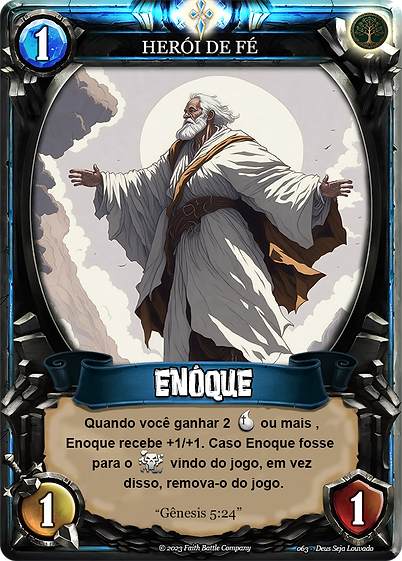 1
HERÓI DE FÉ
ENÔQUE
Quando você ganhar 2 ou mais ,
Enoque recebe +1/+1. Caso Enoque fosse
para o vindo do jogo, em vez
disso, remova-o do jogo.
“Gênesis 5:24”
1
1
© 2023 Faith Battle Company
063 - Deus Seja Louvado